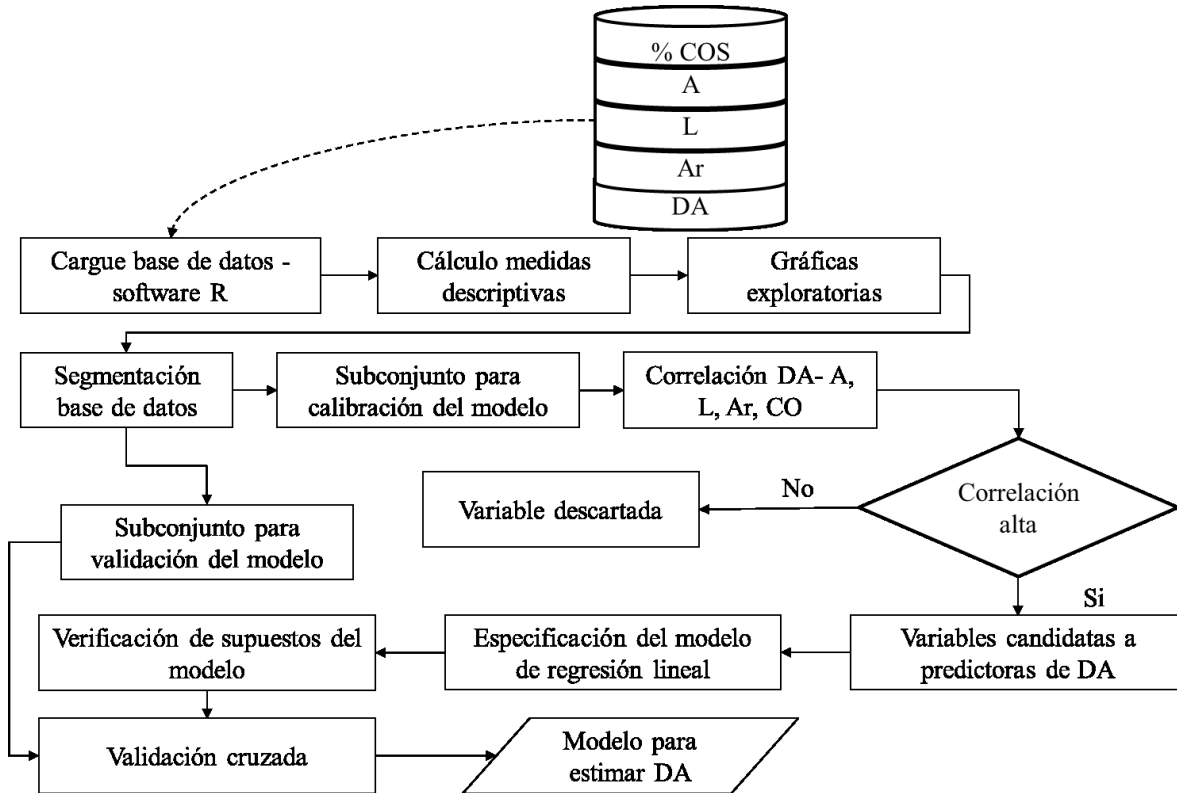 % COS
A
L
Ar
DA
Cargue base de datos -
software R
Cálculo medidas
descriptivas
Gráficas
exploratorias
Segmentación
base de datos
Subconjunto para
calibración del modelo
Correlación DA- A,
L, Ar, CO
Correlación
alta
No
Variable descartada
Subconjunto para
validación del modelo
Si
Variables candidatas a
predictoras de DA
Especificación del modelo
de regresión lineal
Verificación de supuestos del
modelo
Validación cruzada
Modelo para
estimar DA